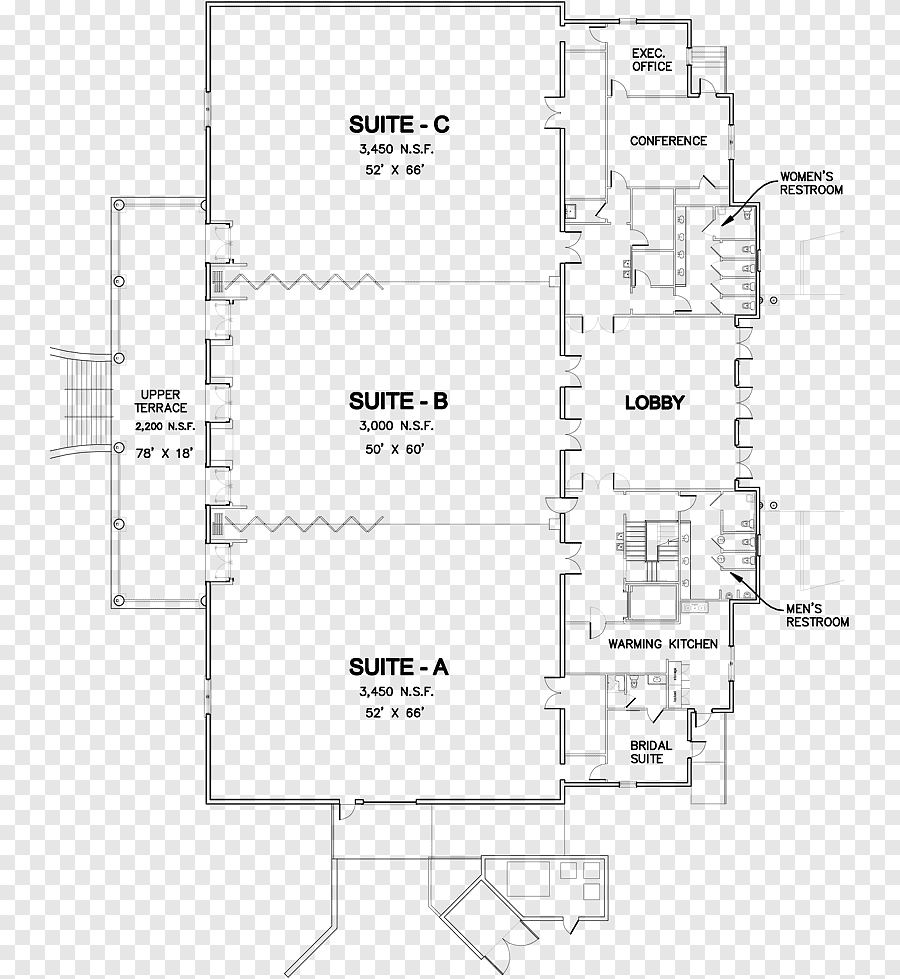 EXEC.
OFFICE
SUITE - C
3,450 N.S.F.
52' X 66'
CONFERENCE
WOMEN'S
RESTROOM
UPPER
TERRACE
2,200 N.S.F.
78' X 18'
SUITE - B
3,000 N.S.F.
50' X 60'
LOBBY
MEN'S
RESTROOM
WARMING KITCHEN
SUITE - A
3,450 N.S.F.
52' X 66'
BRIDAL
SUITE